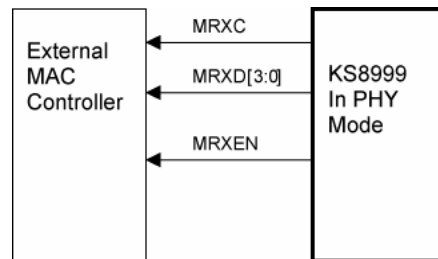 External
MAC
Controller
MRXC
MRXD[3:0]
MRXEN
KS8999
In PHY
Mode